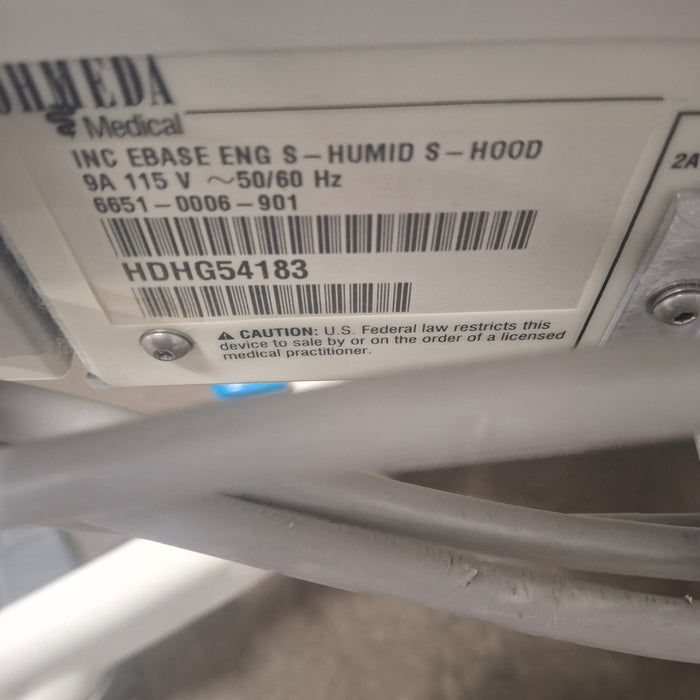 OHMEDA
Medical
INC EBASE ENG S-HUMID S-HOOD
9A 115 V ~50/60 Hz
6651-0006-901
HDHG54183
⚠ CAUTION: U.S. Federal law restricts this
device to sale by or on the order of a licensed
medical practitioner.
2A